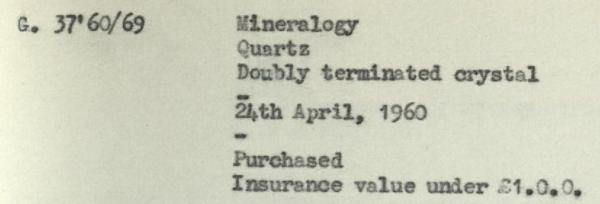 G. 37'60/69 Mineralogy
Quartz
Doubly terminated crystal
-
24th April, 1960
-
Purchased
Insurance value under £1.0.0.